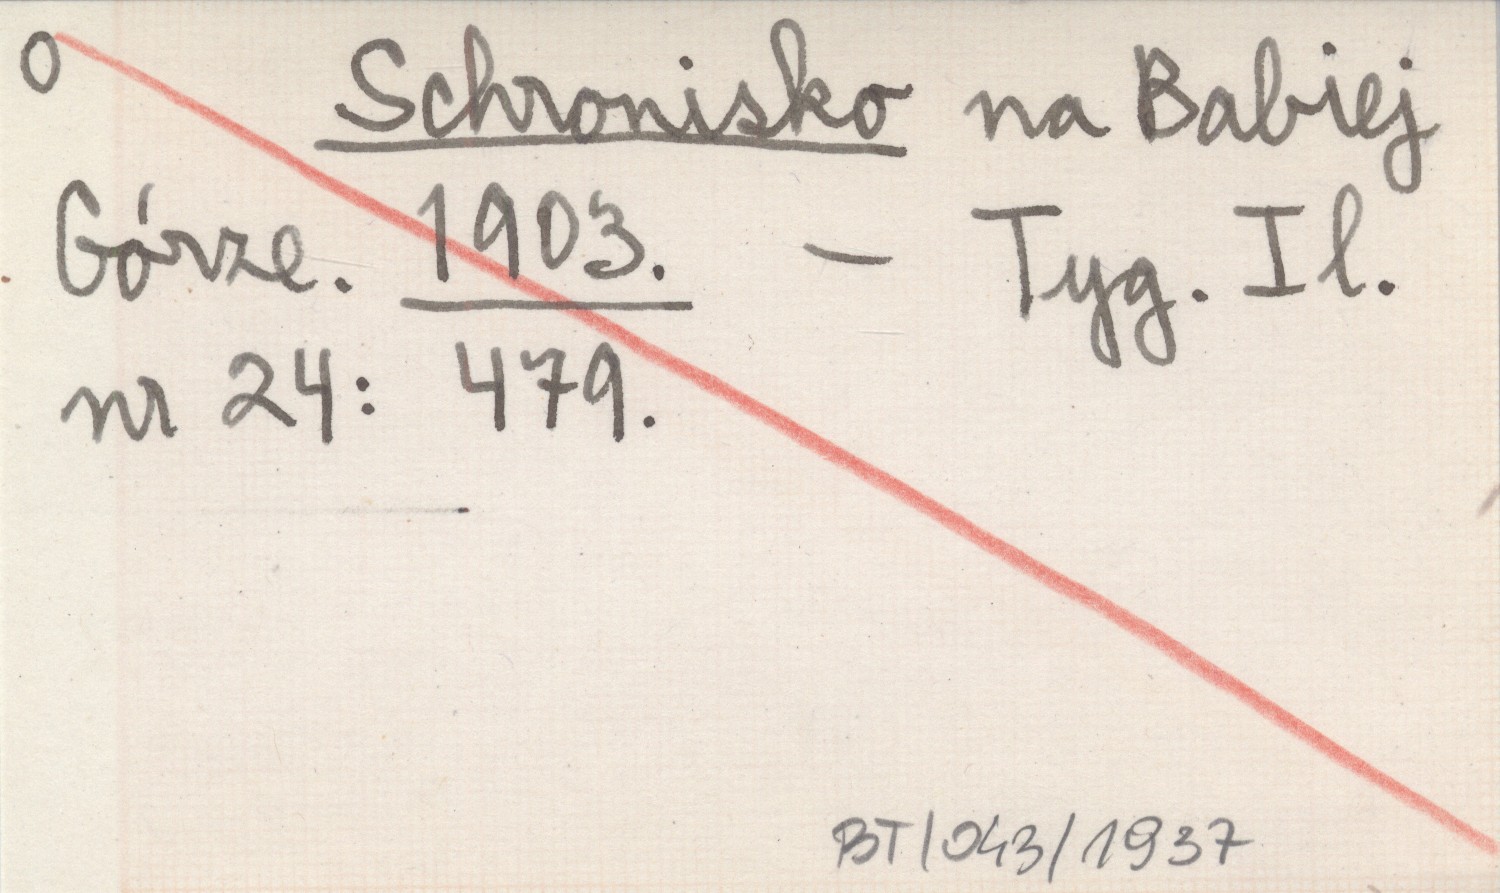 0 Schronisko na Babiej
Górze. 1903. – Tyg. Il.
nr 24: 479.
BT/043/1937